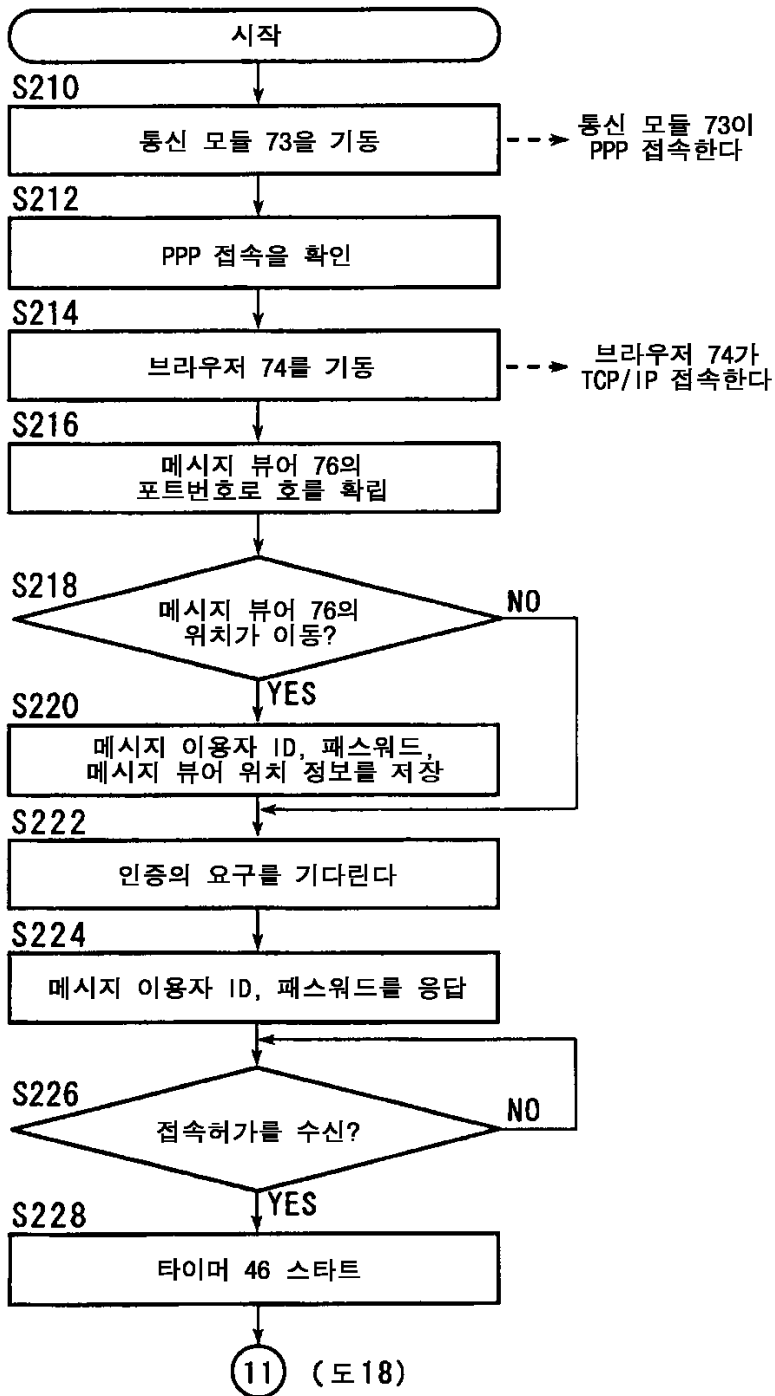 시작
S210
통신 모듈 73을 기동
통신 모듈 73이
PPP 접속한다
S212
PPP 접속을 확인
S214
브라우저 74를 기동
브라우저 74가
TCP/IP 접속한다
S216
메시지 뷰어 76의
포트번호로 호를 확립
S218
메시지 뷰어 76의
위치가 이동?
NO
YES
S220
메시지 이용자 ID, 패스워드,
메시지 뷰어 위치 정보를 저장
S222
인증의 요구를 기다린다
S224
메시지 이용자 ID, 패스워드를 응답
S226
접속허가를 수신?
NO
YES
S228
타이머 46 스타트
11 (도18)